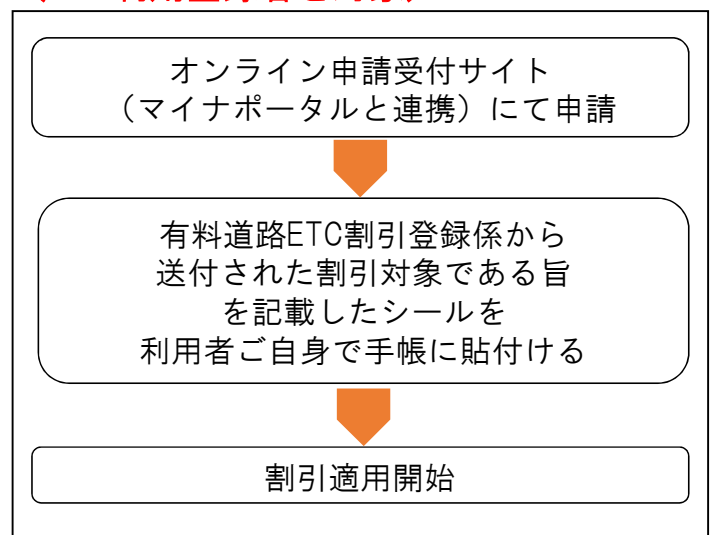 オンライン申請受付サイト
（マイナポータルと連携）にて申請
有料道路ETC割引登録係から
送付された割引対象である旨
を記載したシールを
利用者ご自身で手帳に貼付ける
割引適用開始